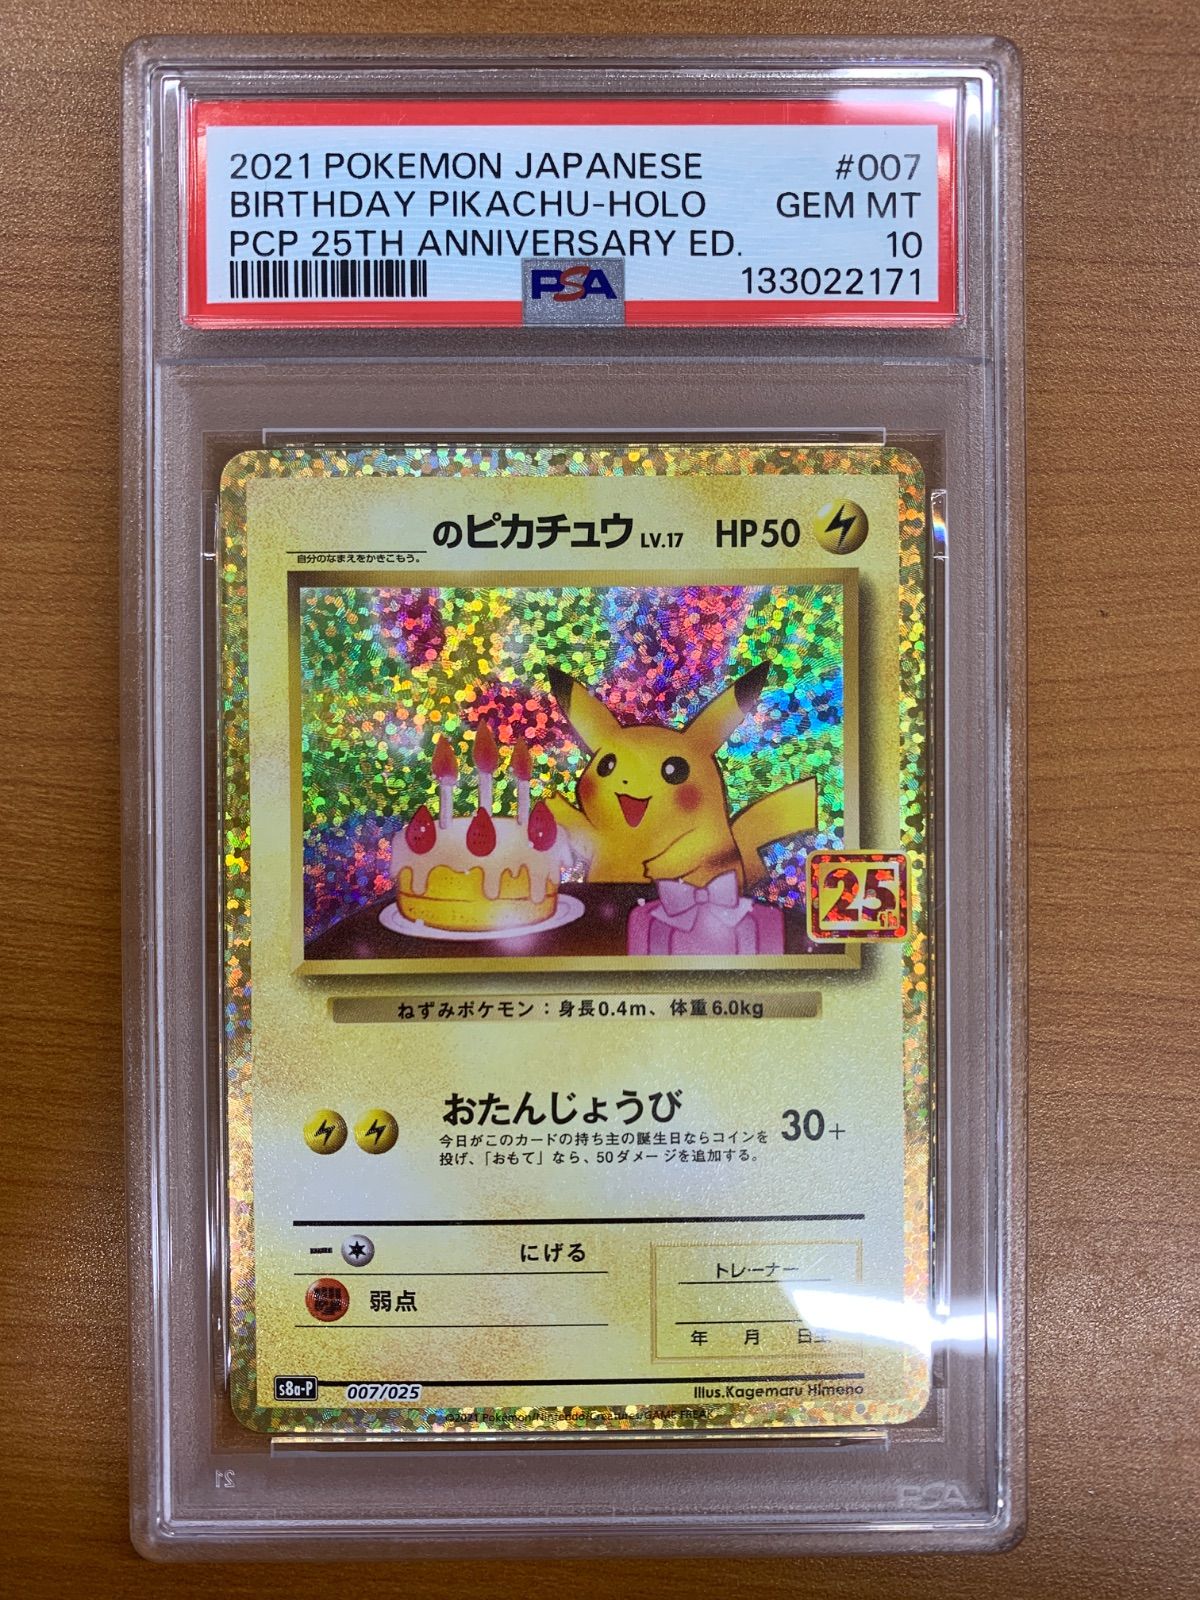 2021 POKEMON JAPANESE #007
BIRTHDAY PIKACHU-HOLO GEM MT
PCP 25TH ANNIVERSARY ED. 10
PSA 133022171
のピカチュウ LV.17 HP50
自分のなまえをかきこもう。
25th
ねずみポケモン：身長0.4m、体重6.0kg
おたんじょうび 30+
今日がこのカードの持ち主の誕生日ならコインを
投げ、「おもて」なら、50ダメージを追加する。
にげる
弱点
トレーナー
年 月 日生
s8a-P 007/025 Illus.Kagemaru Himeno
©2021 Pokémon/Nintendo/Creatures/GAME FREAK
21 PSA